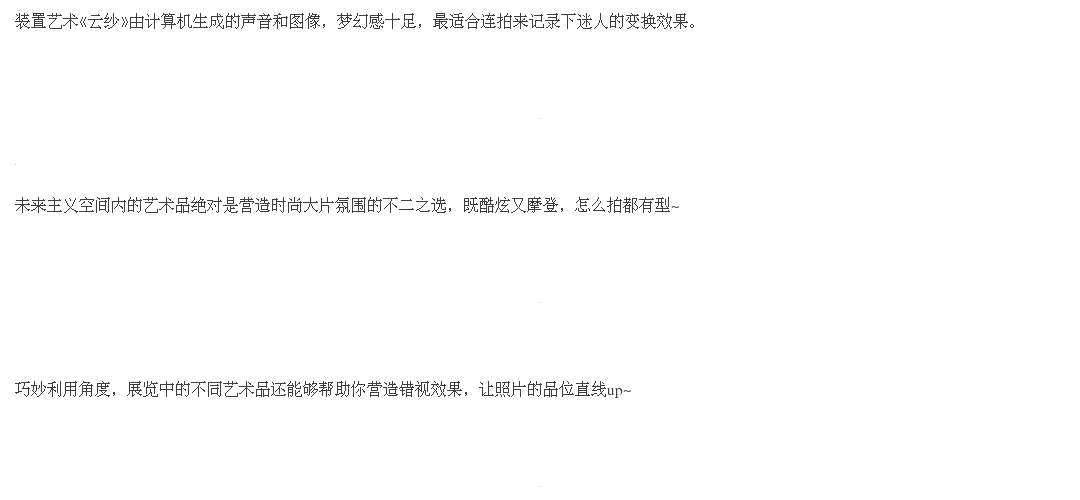 装置艺术《云纱》由计算机生成的声音和图像，梦幻感十足，最适合连拍来记录下迷人的变换效果。
未来主义空间内的艺术品绝对是营造时尚大片氛围的不二之选，既酷炫又摩登，怎么拍都有型~
巧妙利用角度，展览中的不同艺术品还能够帮助你营造错视效果，让照片的品位直线up~